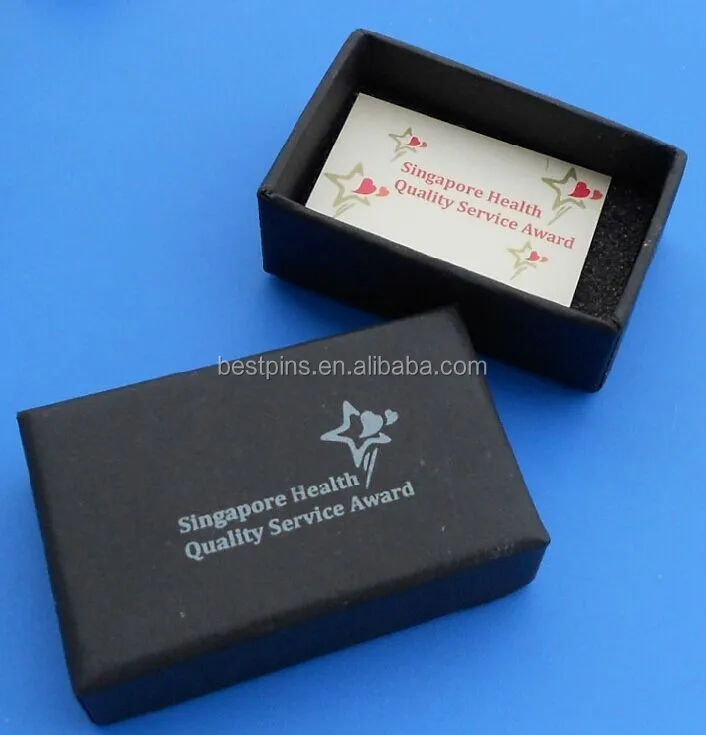 Singapore Health
Quality Service Award
bestpins.en.alibaba.com
Singapore Health
Quality Service Award